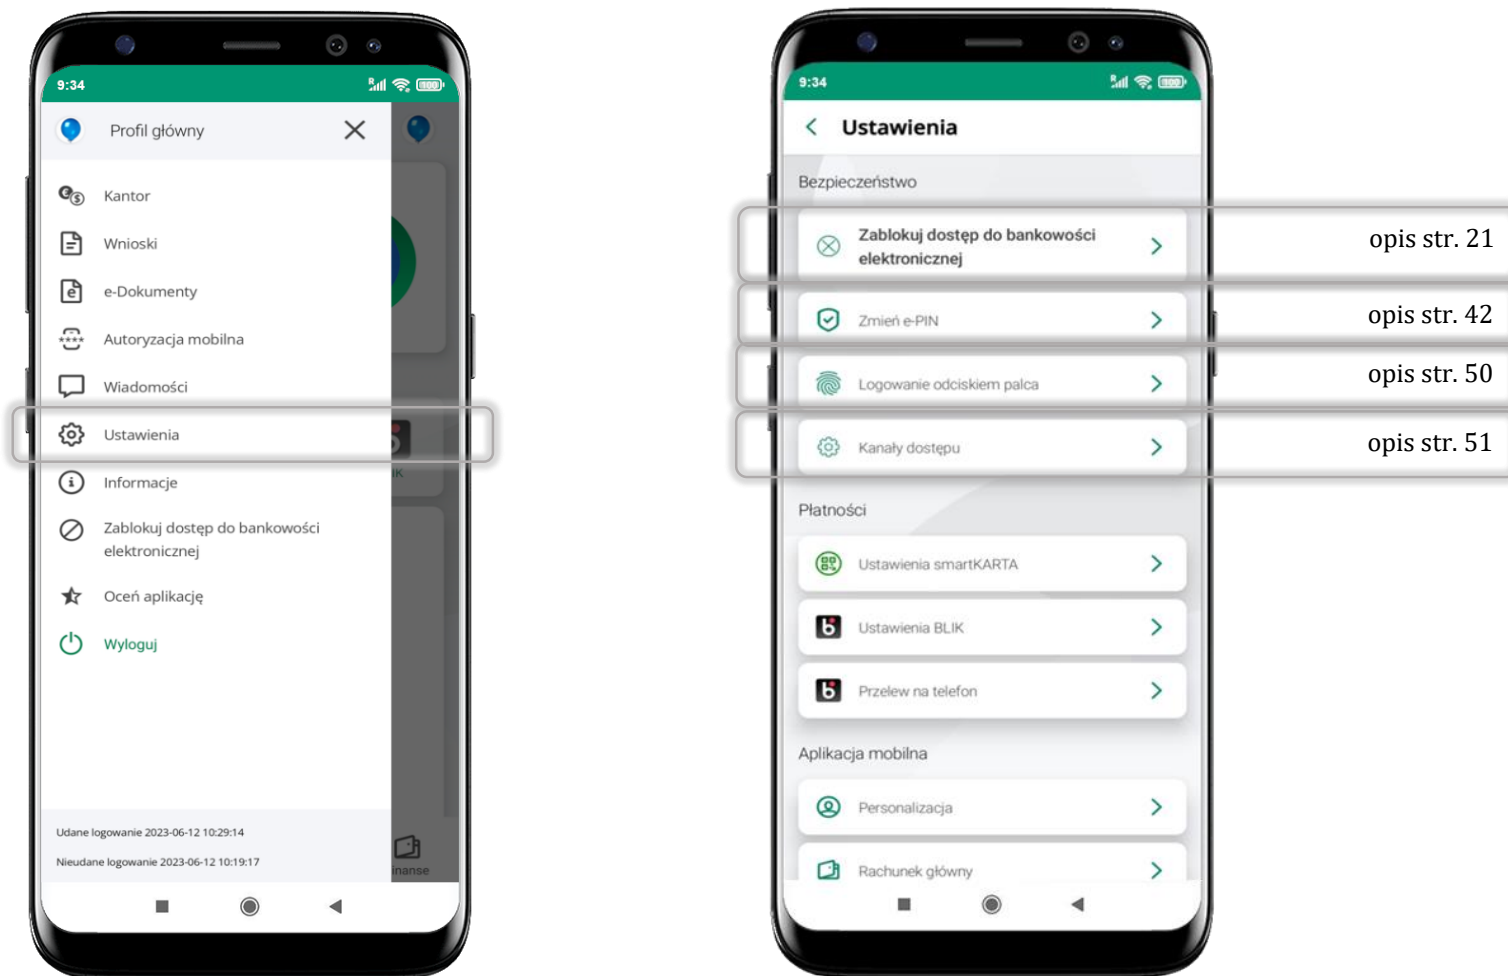 9:34
Profil główny
Kantor
Wnioski
e-Dokumenty
Autoryzacja mobilna
Wiadomości
Ustawienia
Informacje
Zablokuj dostęp do bankowości
elektronicznej
Oceń aplikację
Wyloguj
Udane logowanie 2023-06-12 10:29:14
Nieudane logowanie 2023-06-12 10:19:17
IK
inanse
9:34
Ustawienia
Bezpieczeństwo
Zablokuj dostęp do bankowości
elektronicznej
opis str. 21
Zmień e-PIN
opis str. 42
Logowanie odciskiem palca
opis str. 50
Kanały dostępu
opis str. 51
Płatności
Ustawienia smartKARTA
Ustawienia BLIK
Przelew na telefon
Aplikacja mobilna
Personalizacja
Rachunek główny